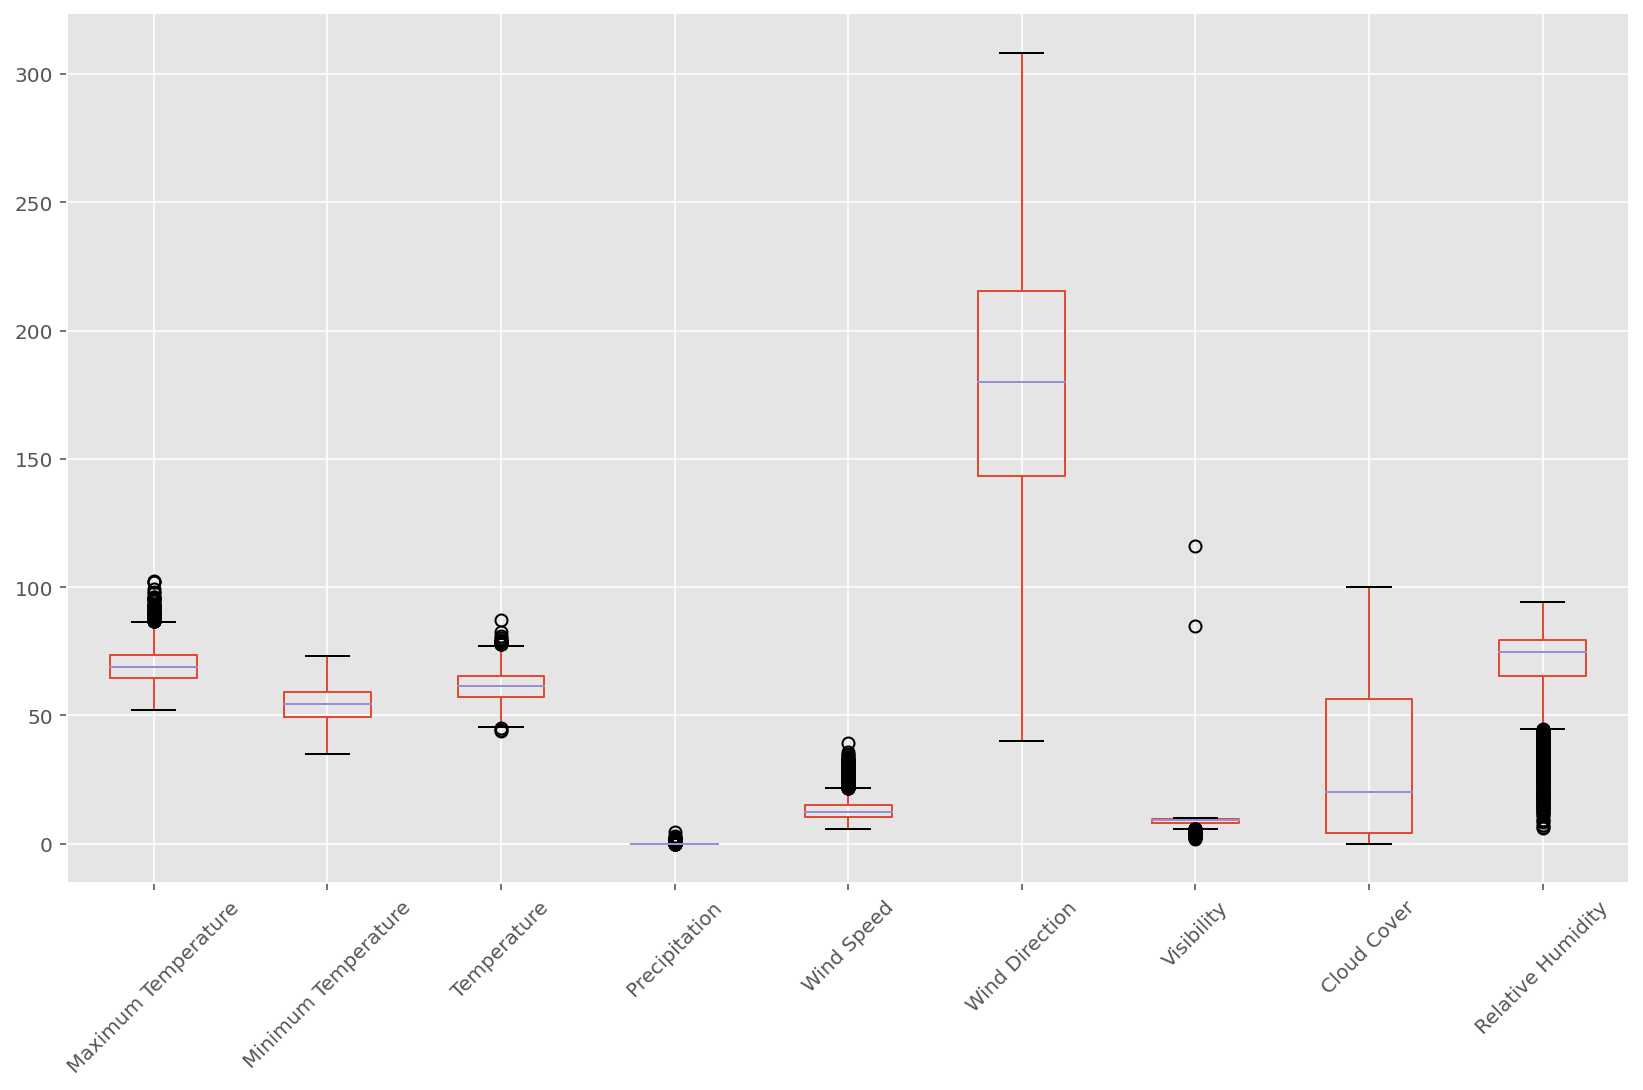 300
250
200
150
100
50
0
Maximum Temperature
Minimum Temperature
Temperature
Precipitation
Wind Speed
Wind Direction
Visibility
Cloud Cover
Relative Humidity